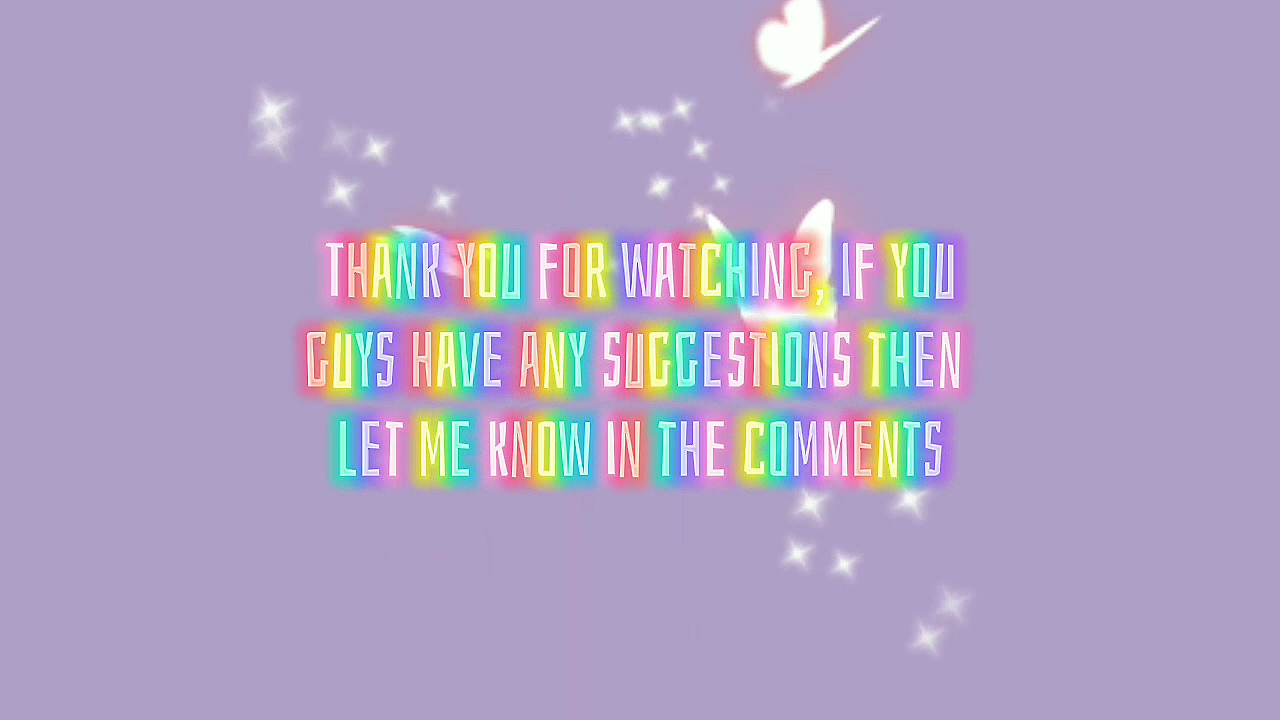 THANK YOU FOR WATCHING, IF YOU
GUYS HAVE ANY SUGGESTIONS THEN
LET ME KNOW IN THE COMMENTS